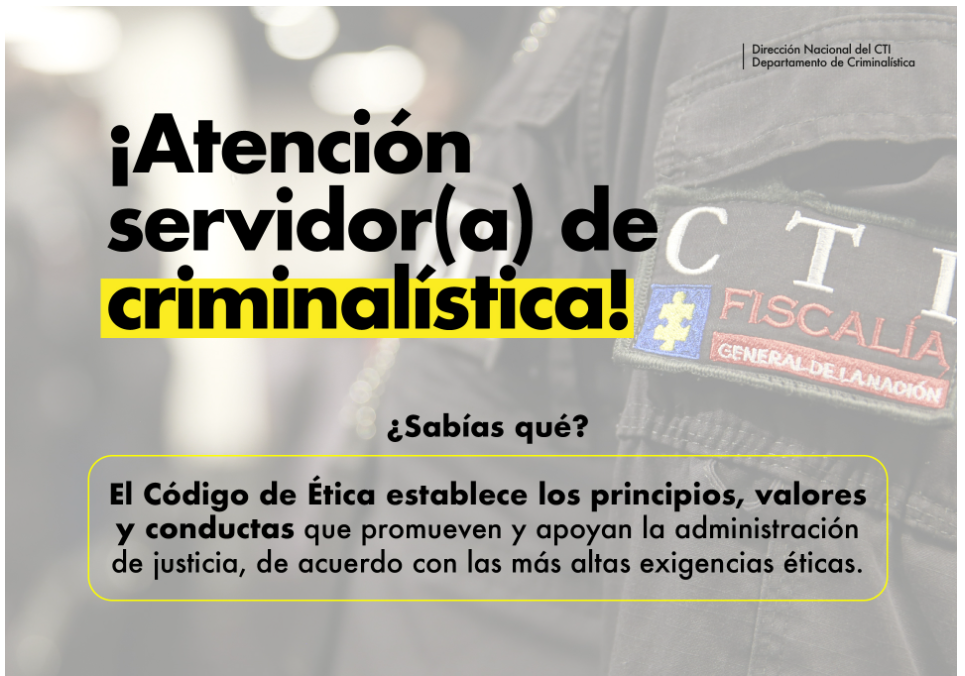 Dirección Nacional del CTI
Departamento de Criminalística
¡Atención
servidor(a) de
criminalística!
CTI
FISCALÍA
GENERAL DE LA NACIÓN
¿Sabías qué?
El Código de Ética establece los principios, valores
y conductas que promueven y apoyan la administración
de justicia, de acuerdo con las más altas exigencias éticas.